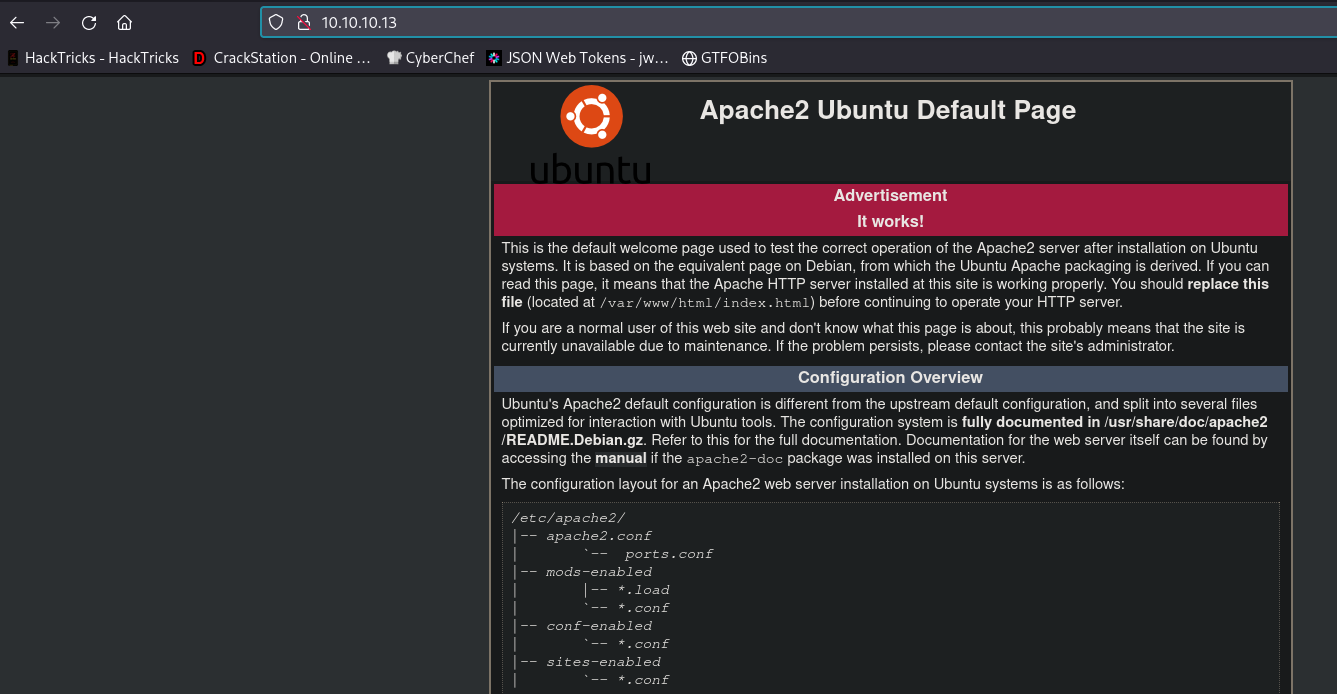 10.10.10.13
HackTricks - HackTricks CrackStation - Online ... CyberChef JSON Web Tokens - jw... GTFOBins
ubuntu
Apache2 Ubuntu Default Page
Advertisement
It works!
This is the default welcome page used to test the correct operation of the Apache2 server after installation on Ubuntu
systems. It is based on the equivalent page on Debian, from which the Ubuntu Apache packaging is derived. If you can
read this page, it means that the Apache HTTP server installed at this site is working properly. You should replace this
file (located at /var/www/html/index.html) before continuing to operate your HTTP server.
If you are a normal user of this web site and don't know what this page is about, this probably means that the site is
currently unavailable due to maintenance. If the problem persists, please contact the site's administrator.
Configuration Overview
Ubuntu's Apache2 default configuration is different from the upstream default configuration, and split into several files
optimized for interaction with Ubuntu tools. The configuration system is fully documented in /usr/share/doc/apache2
/README.Debian.gz. Refer to this for the full documentation. Documentation for the web server itself can be found by
accessing the manual if the apache2-doc package was installed on this server.
The configuration layout for an Apache2 web server installation on Ubuntu systems is as follows:
/etc/apache2/
|-- apache2.conf
|       `--  ports.conf
|-- mods-enabled
|       |-- *.load
|       `-- *.conf
|-- conf-enabled
|       `-- *.conf
|-- sites-enabled
|       `-- *.conf